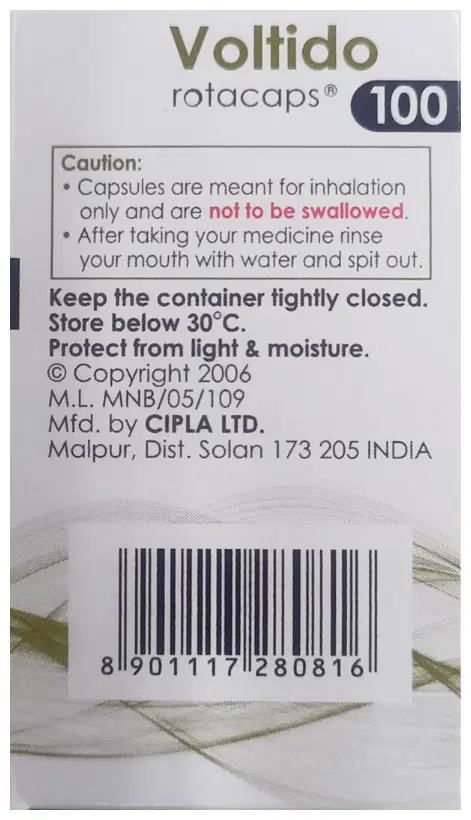 Voltido
rotacaps® 100
Caution:
• Capsules are meant for inhalation
only and are not to be swallowed.
• After taking your medicine rinse
your mouth with water and spit out.
Keep the container tightly closed.
Store below 30°C.
Protect from light & moisture.
© Copyright 2006
M.L. MNB/05/109
Mfd. by CIPLA LTD.
Malpur, Dist. Solan 173 205 INDIA
8 901117 280816